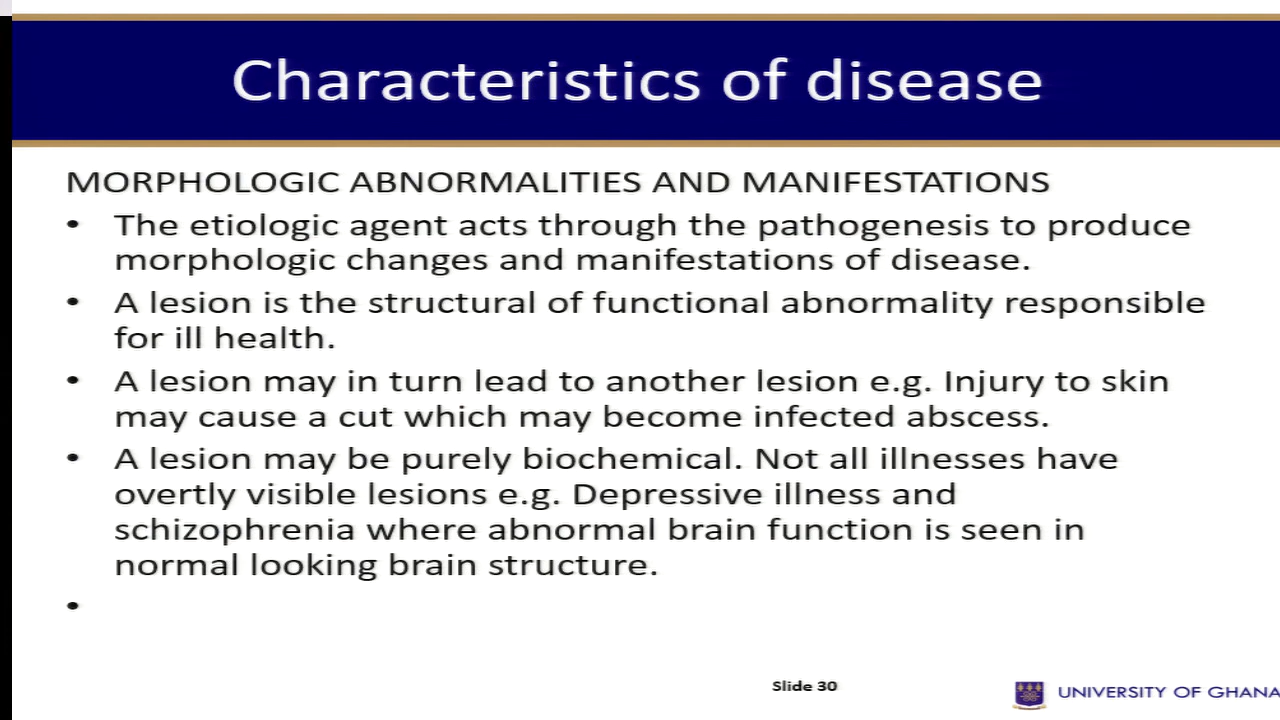 Characteristics of disease
MORPHOLOGIC ABNORMALITIES AND MANIFESTATIONS
• The etiologic agent acts through the pathogenesis to produce
morphologic changes and manifestations of disease.
• A lesion is the structural of functional abnormality responsible
for ill health.
• A lesion may in turn lead to another lesion e.g. Injury to skin
may cause a cut which may become infected abscess.
• A lesion may be purely biochemical. Not all illnesses have
overtly visible lesions e.g. Depressive illness and
schizophrenia where abnormal brain function is seen in
normal looking brain structure.
•
Slide 30
UNIVERSITY OF GHANA